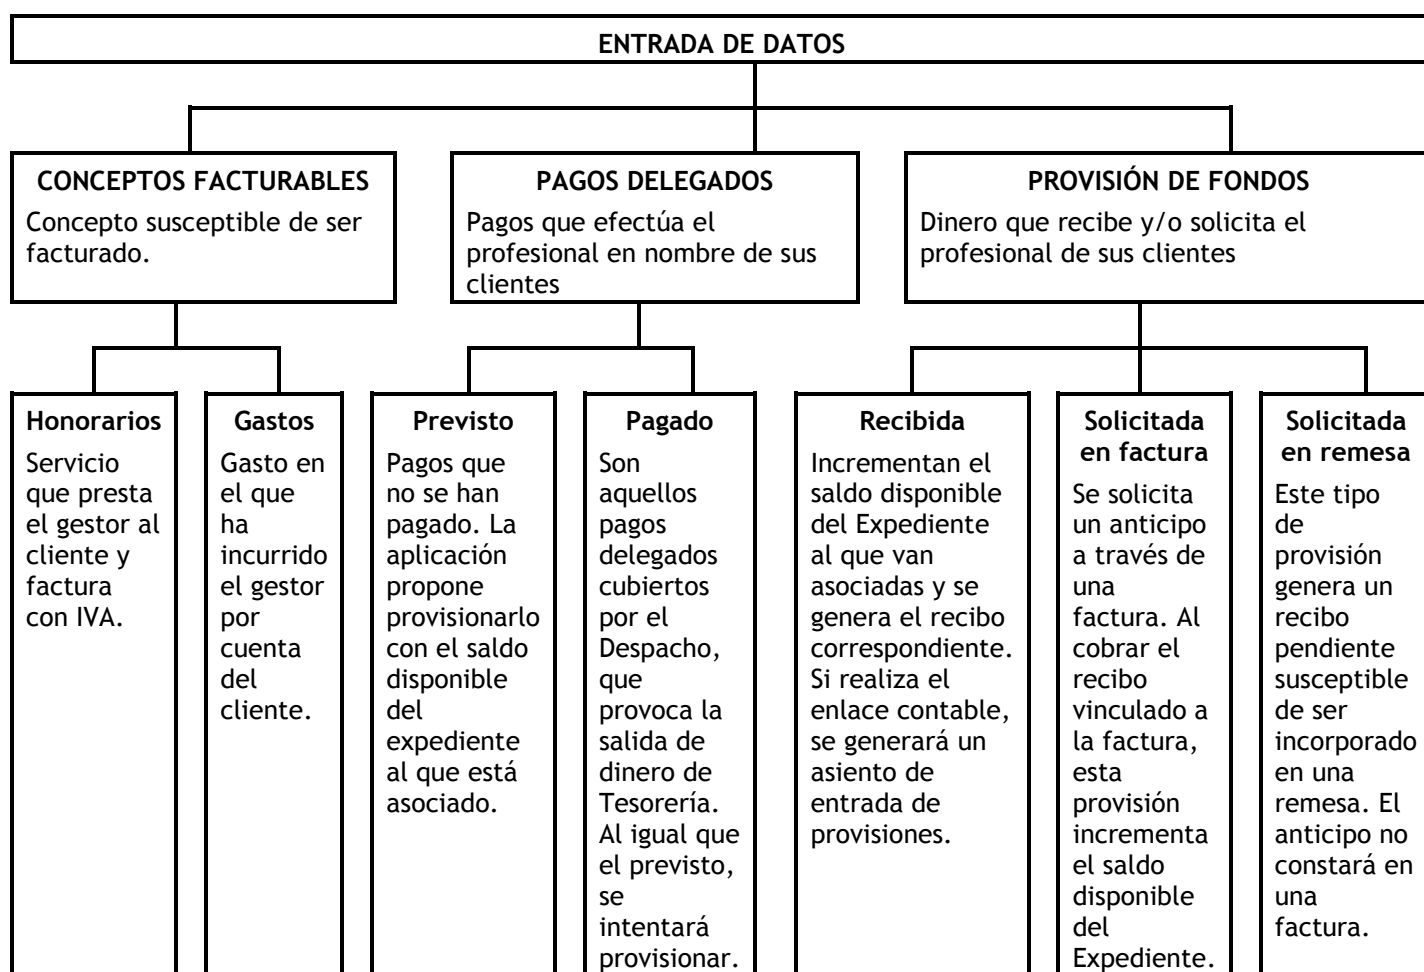 ENTRADA DE DATOS
CONCEPTOS FACTURABLES
Concepto susceptible de ser
facturado.
PAGOS DELEGADOS
Pagos que efectúa el
profesional en nombre de sus
clientes
PROVISIÓN DE FONDOS
Dinero que recibe y/o solicita el
profesional de sus clientes
Honorarios
Servicio
que presta
el gestor al
cliente y
factura
con IVA.
Gastos
Gasto en
el que
ha
incurrido
el gestor
por
cuenta
del
cliente.
Previsto
Pagos que
no se han
pagado. La
aplicación
propone
provisionarlo
con el saldo
disponible
del
expediente
al que está
asociado.
Pagado
Son
aquellos
pagos
delegados
cubiertos
por el
Despacho,
que
provoca la
salida de
dinero de
Tesorería.
Al igual que
el previsto,
se
intentará
provisionar.
Recibida
Incrementan el
saldo disponible
del Expediente
al que van
asociadas y se
genera el recibo
correspondiente.
Si realiza el
enlace contable,
se generará un
asiento de
entrada de
provisiones.
Solicitada
en factura
Se solicita
un anticipo
a través de
una
factura. Al
cobrar el
recibo
vinculado a
la factura,
esta
provisión
incrementa
el saldo
disponible
del
Expediente.
Solicitada
en remesa
Este tipo
de
provisión
genera un
recibo
pendiente
susceptible
de ser
incorporado
en una
remesa. El
anticipo no
constará en
una
factura.